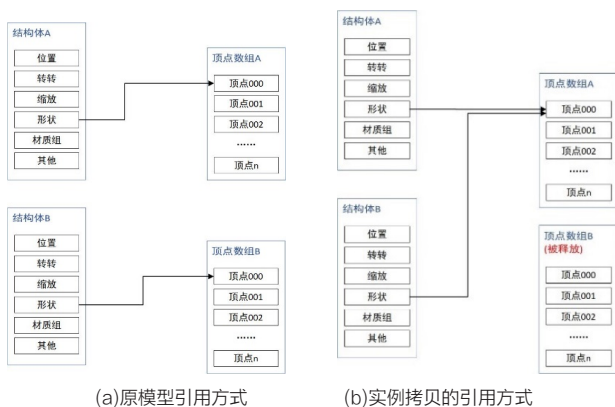 结构体A
位置
转转
缩放
形状
材质组
其他
顶点数组A
顶点000
顶点001
顶点002
......
顶点n
结构体B
位置
转转
缩放
形状
材质组
其他
顶点数组B
顶点000
顶点001
顶点002
......
顶点n
(a)原模型引用方式
结构体A
位置
转转
缩放
形状
材质组
其他
顶点数组A
顶点000
顶点001
顶点002
......
顶点n
结构体B
位置
转转
缩放
形状
材质组
其他
顶点数组B
(被释放)
顶点000
顶点001
顶点002
......
顶点n
(b)实例拷贝的引用方式